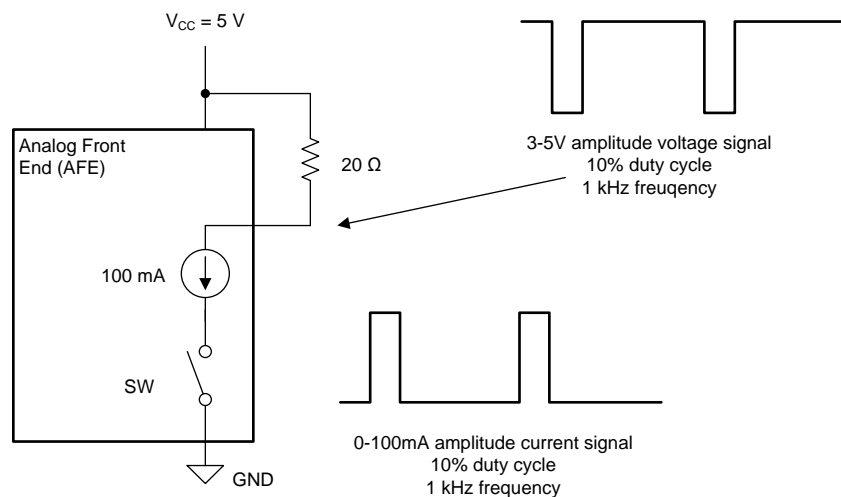 V_CC = 5 V
Analog Front
End (AFE)
20 Ω
3-5V amplitude voltage signal
10% duty cycle
1 kHz freuqency
100 mA
SW
GND
0-100mA amplitude current signal
10% duty cycle
1 kHz frequency